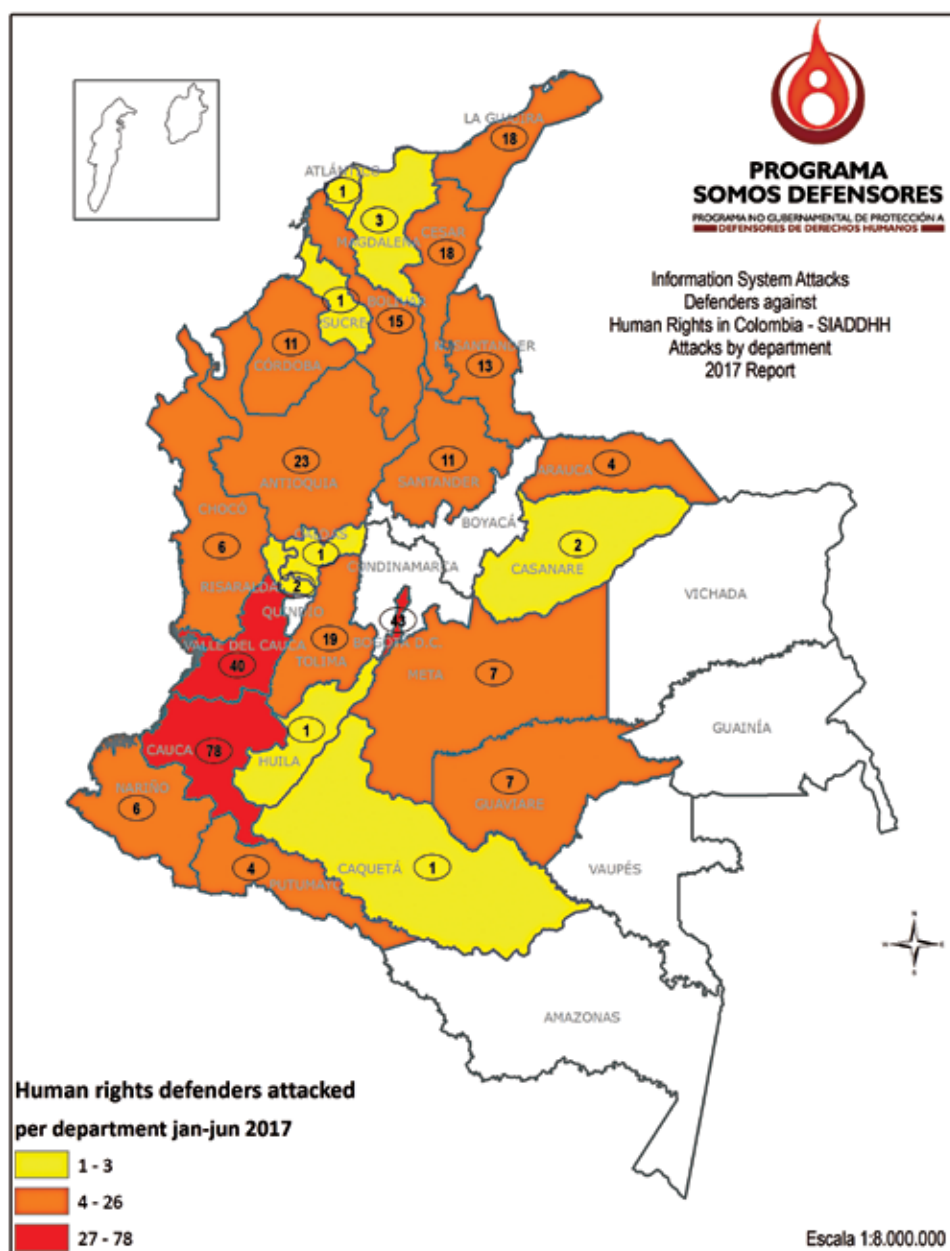 PROGRAMA
SOMOS DEFENSORES
PROGRAMA NO GUBERNAMENTAL DE PROTECCIÓN A
DEFENSORES DE DERECHOS HUMANOS
Information System Attacks
Defenders against
Human Rights in Colombia - SIADDHH
Attacks by department
2017 Report
LA GUAJIRA
18
ATLÁNTICO
1
3
MAGDALENA
CESAR
18
1
SUCRE
BOLIVAR
15
11
CÓRDOBA
N.SANTANDER
13
23
ANTIOQUIA
11
SANTANDER
4
ARAUCA
BOYACÁ
CHOCÓ
6
CALDAS
1
2
CASANARE
CUNDINAMARCA
VICHADA
RISARALDA
2
QUINDÍO
43
BOGOTÁ D.C.
VALLE DEL CAUCA
40
19
TOLIMA
META
7
GUAINÍA
CAUCA
78
1
HUILA
7
GUAVIARE
NARIÑO
6
4
PUTUMAYO
CAQUETÁ
1
VAUPÉS
N
W
E
S
AMAZONAS
Human rights defenders attacked
per department jan-jun 2017
1 - 3
4 - 26
27 - 78
Escala 1:8.000.000